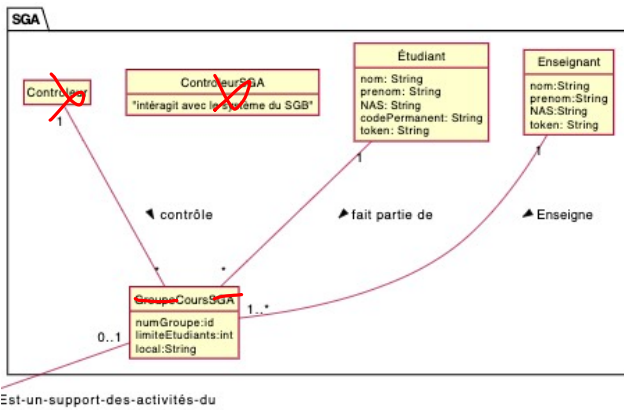 SGA
Contrôleur
ContrôleurSGA
"intéragit avec le système du SGB"
Étudiant
nom: String
prenom: String
NAS: String
codePermanent: String
token: String
Enseignant
nom:String
prenom:String
NAS:String
token: String
1
1
1
contrôle
fait partie de
Enseigne
*
*
1..*
GroupeCoursSGA
numGroupe:id
limiteEtudiants:int
local:String
0..1
Est-un-support-des-activités-du